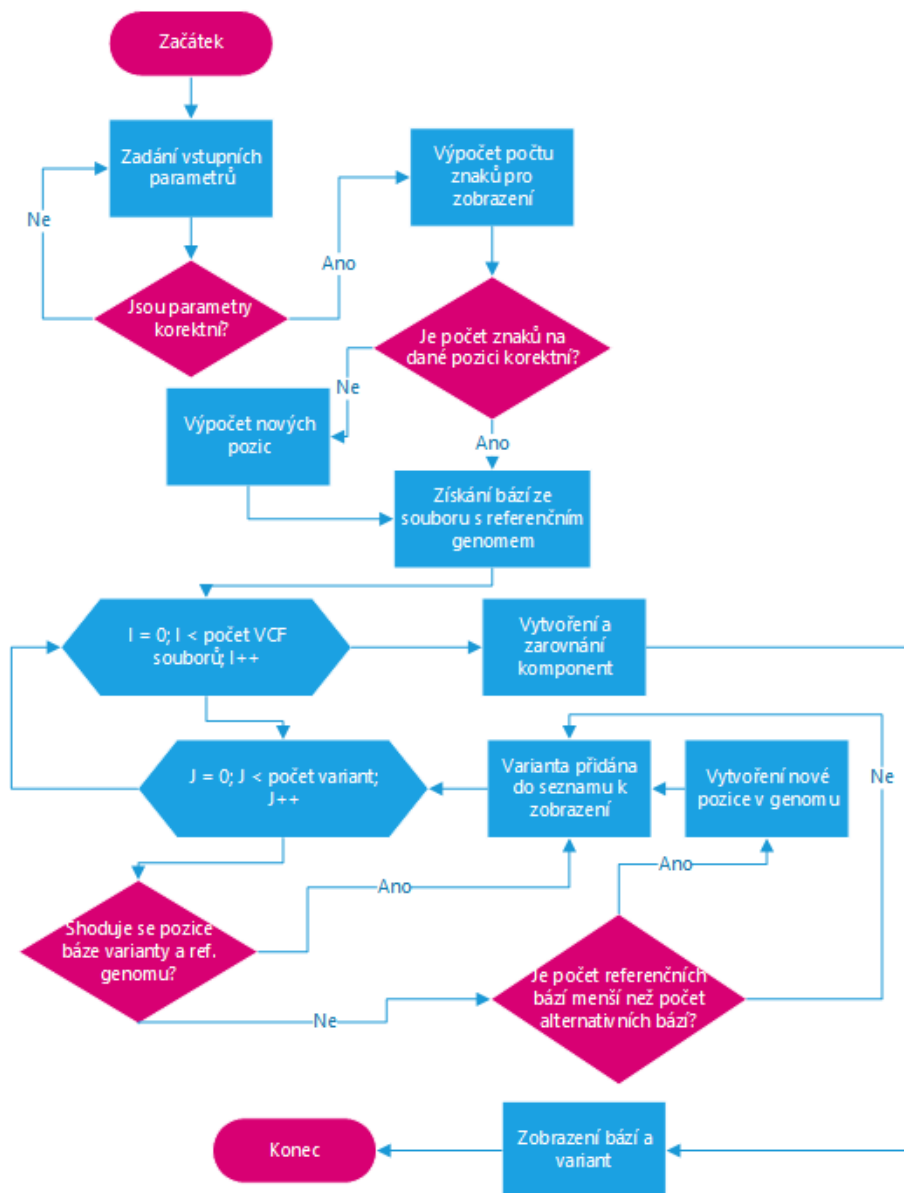 Začátek
Zadání vstupních
parametrů
Výpočet počtu
znaků pro
zobrazení
Ne
Ano
Jsou parametry
korektní?
Je počet znaků na
dané pozici korektní?
Ne
Výpočet nových
pozic
Ano
Získání bází ze
souboru s referenčním
genomem
I = 0; I < počet VCF
souborů; I++
Vytvoření a
zarovnání
komponent
J = 0; J < počet variant;
J++
Varianta přidána
do seznamu k
zobrazení
Vytvoření nové
pozice v genomu
Ne
Ano
Ano
Shoduje se pozice
báze varianty a ref.
genomu?
Je počet referenčních
bází menší než počet
alternativních bází?
Ne
Zobrazení bází a
variant
Konec